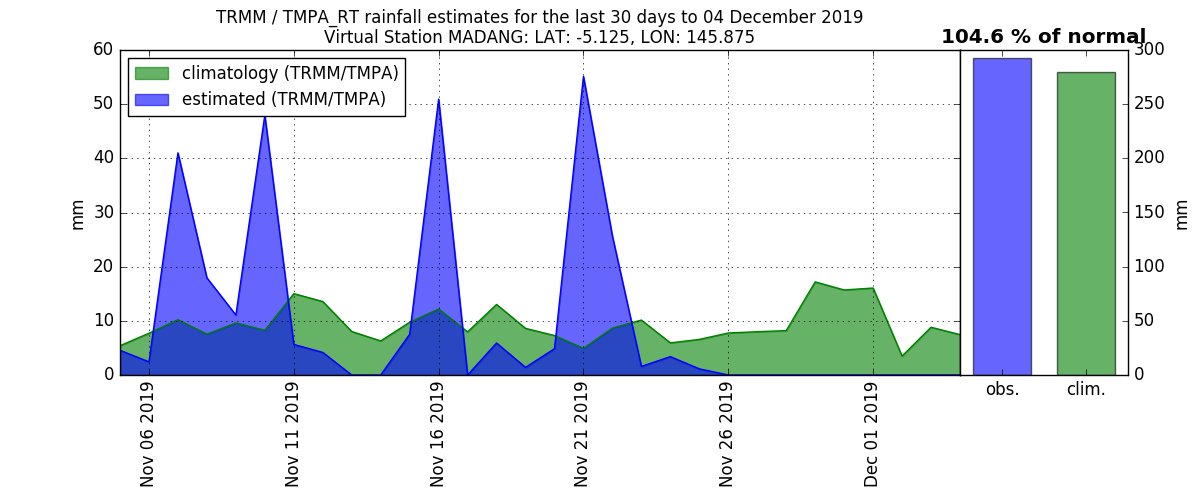 TRMM / TMPA_RT rainfall estimates for the last 30 days to 04 December 2019
Virtual Station MADANG: LAT: -5.125, LON: 145.875
104.6 % of normal
climatology (TRMM/TMPA)
estimated (TRMM/TMPA)
60
50
40
30
20
10
0
mm
Nov 06 2019
Nov 11 2019
Nov 16 2019
Nov 21 2019
Nov 26 2019
Dec 01 2019
obs.
clim.
300
250
200
150
100
50
0
mm